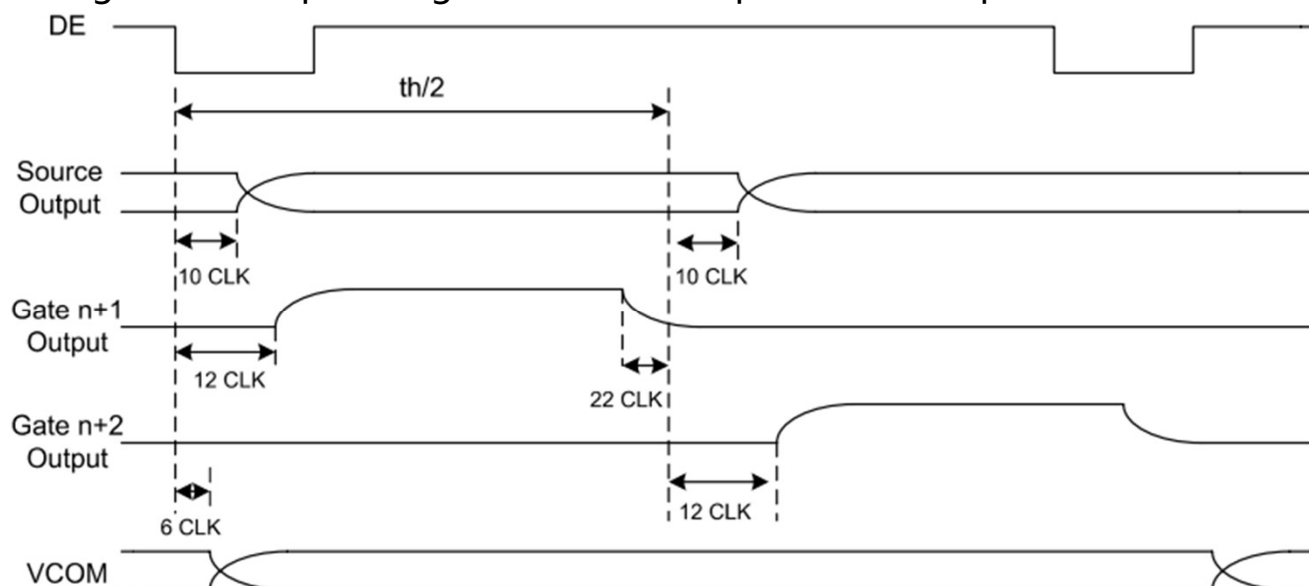 DE
th/2
Source
Output
10 CLK
10 CLK
Gate n+1
Output
12 CLK
22 CLK
Gate n+2
Output
12 CLK
6 CLK
VCOM